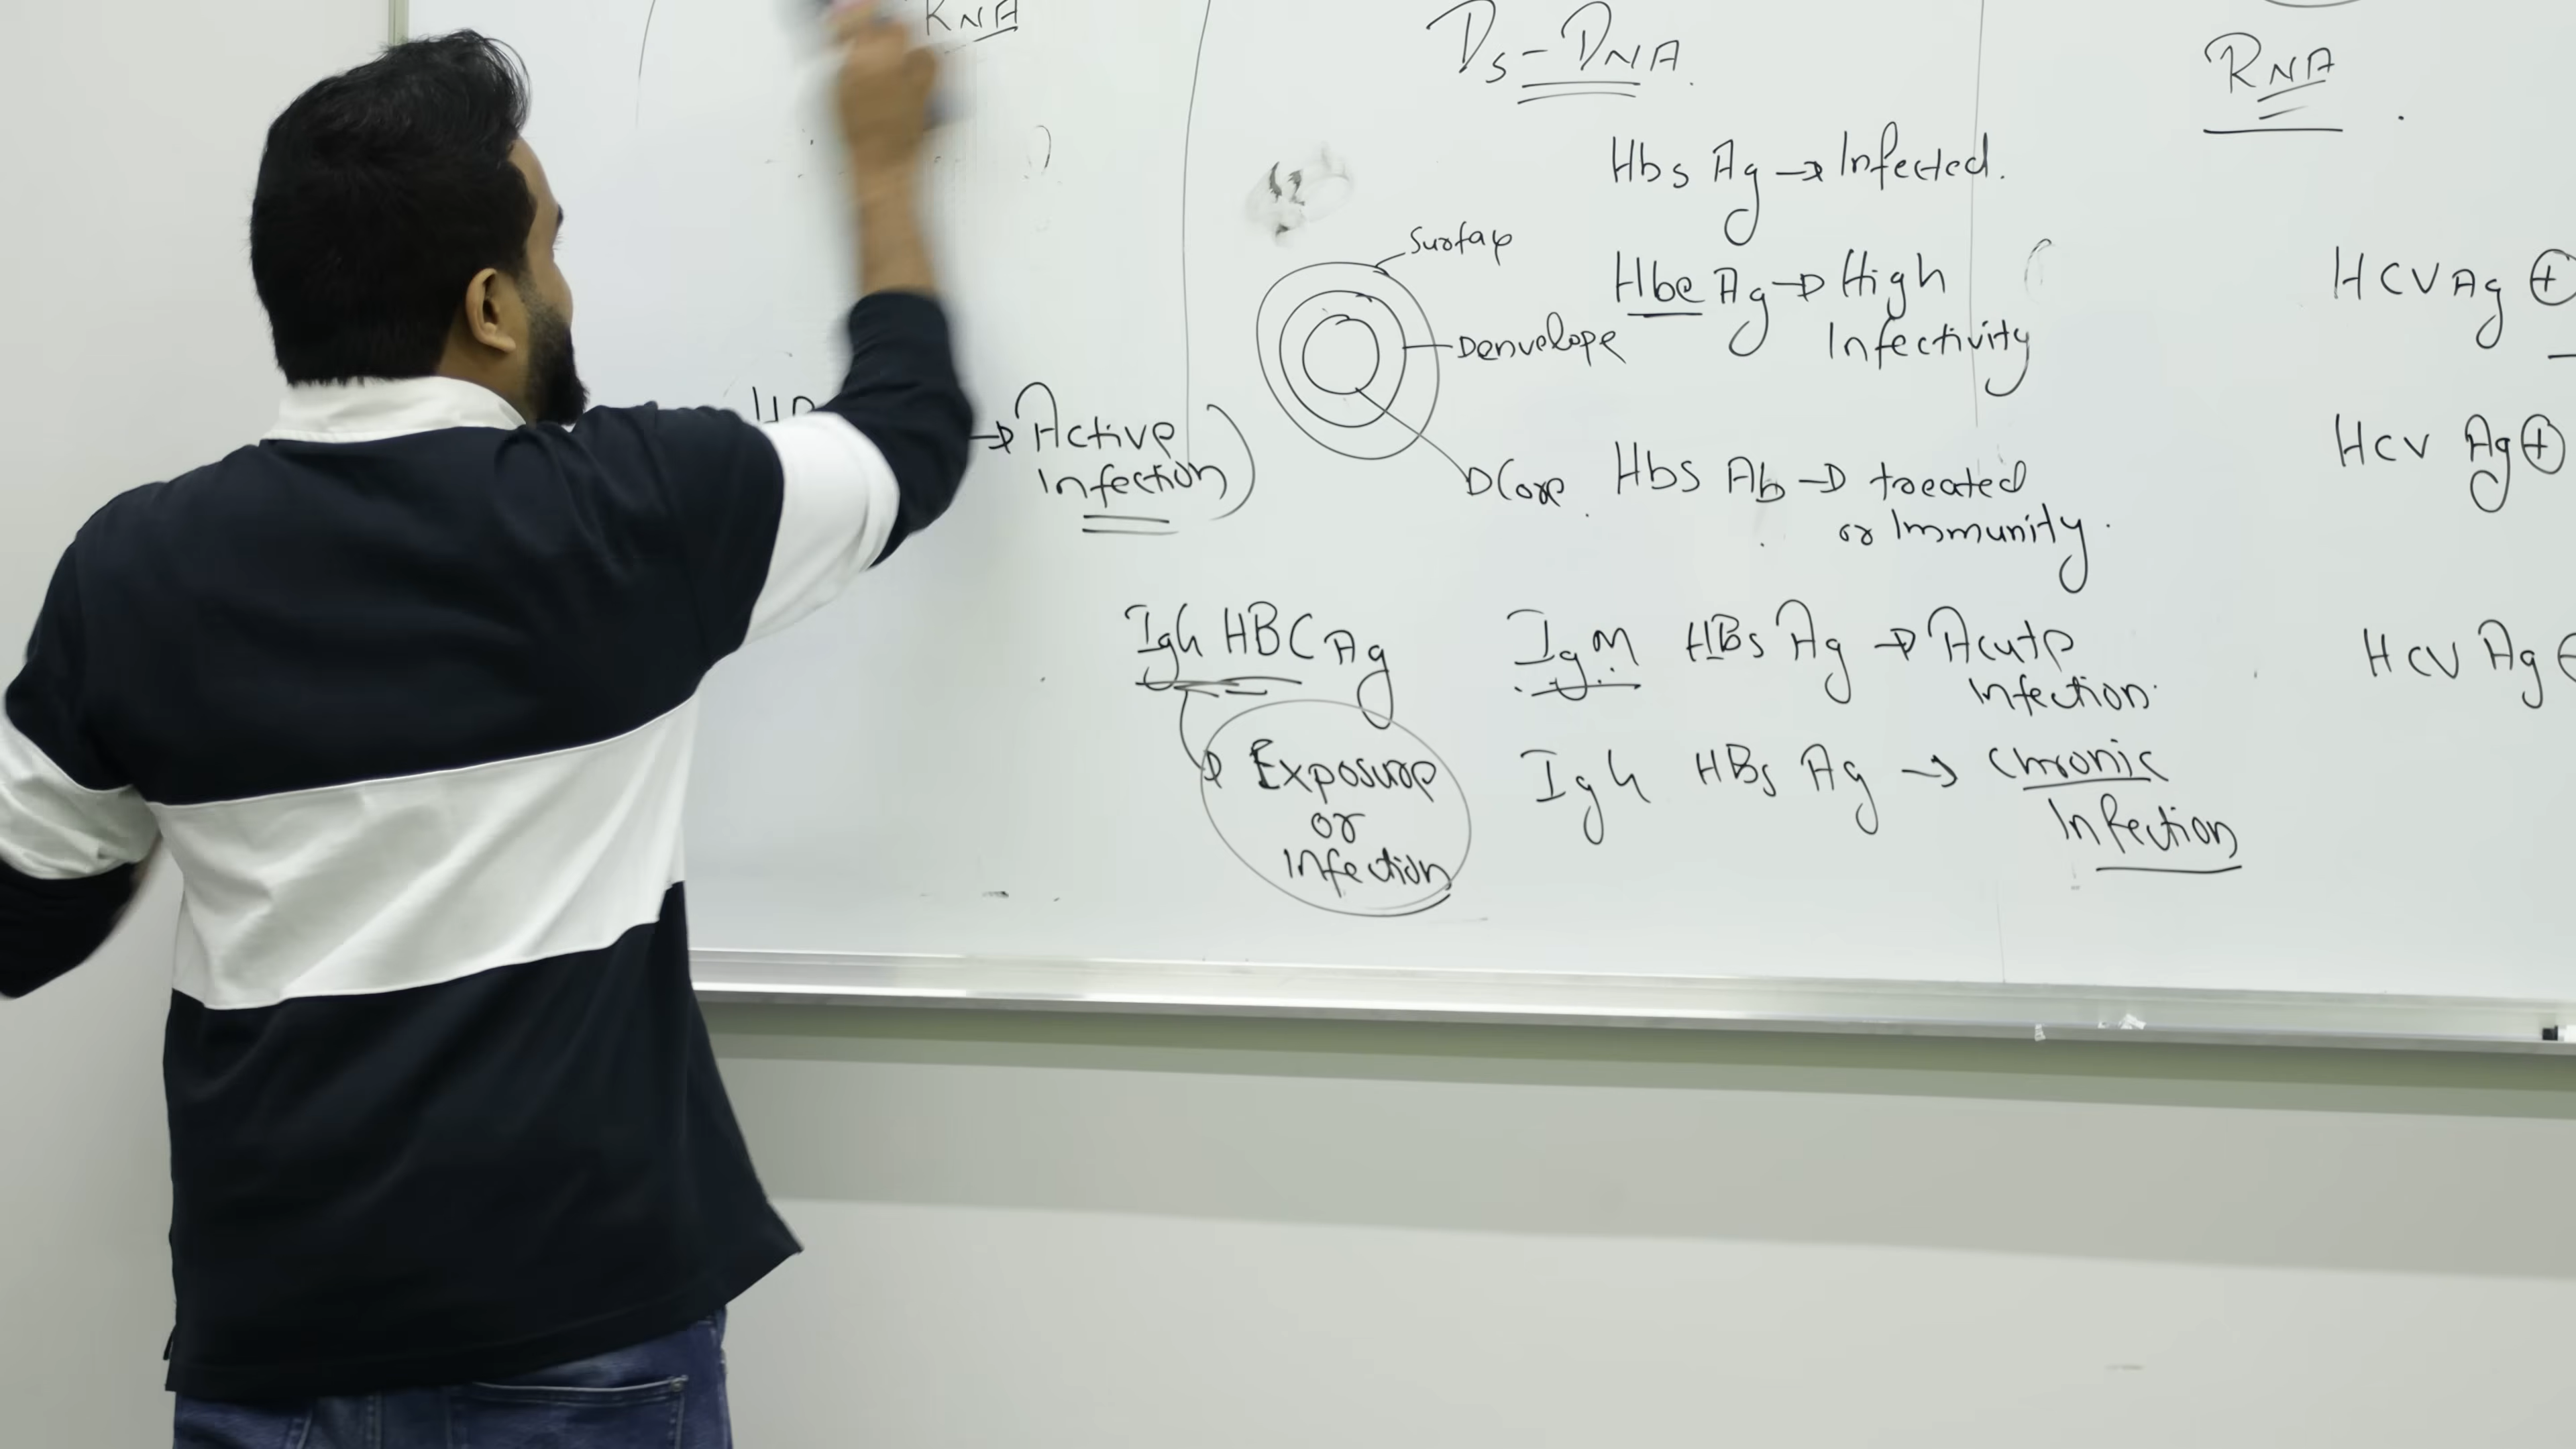 RNA
Ds-DNA.
RNA
Hbs Ag → Infected.
Surface
Hbe Ag → High
Infectivity
envelope
Core
Hbs Ab → treated
or Immunity.
→ Active
Infection)
IgG HBC Ag
Exposure
or
infection
IgM HBs Ag → Acute
Infection.
IgG HBs Ag → chronic
Infection
HCV Ag ⊕
HCV Ag ⊕
HCV Ag